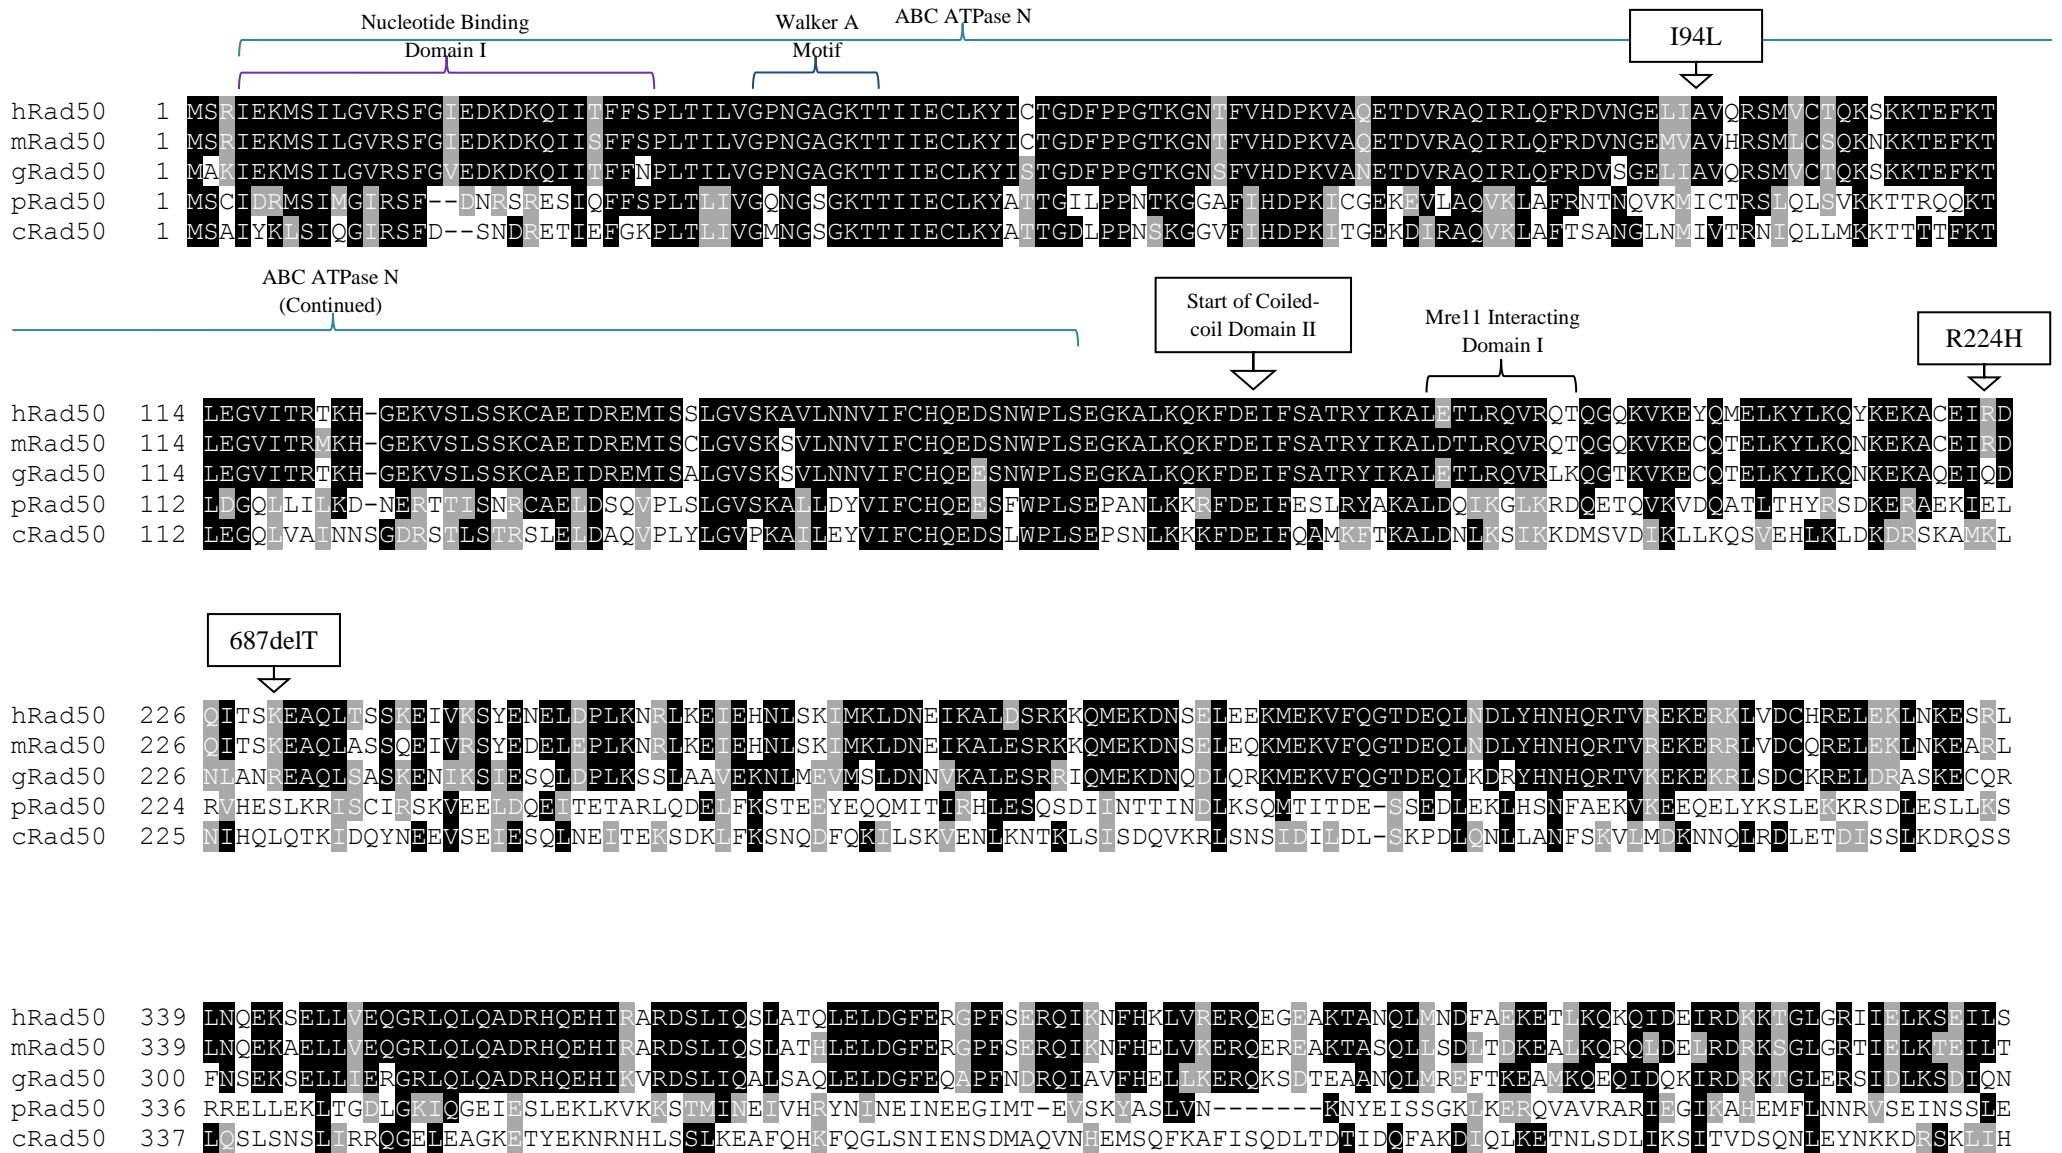 Nucleotide Binding
Domain I
Walker A
Motif
ABC ATPase N
I94L
hRad50 1 MSRIEKMSILGVRSFGIEDKDKQIITFFSPLTILVGPNGAGKTTIIECLKYICTGDFPPGTKGNTFVHDPKVAQETDVRAQIRLQFRDVNGELIAVQRSMVCTQKSKKTEFKT
mRad50 1 MSRIEKMSILGVRSFGIEDKDKQIISFFSPLTILVGPNGAGKTTIIECLKYICTGDFPPGTKGNTFVHDPKVAQETDVRAQIRLQFRDVNGEMVAVHRSMLCSQKNKKTEFKT
gRad50 1 MAKIEKMSILGVRSFGVEDKDKQIITFFNPLTILVGPNGAGKTTIIECLKYISTGDFPPGTKGNSFVHDPKVANETDVRAQIRLQFRDVSGELIAVQRSMVCTQKSKKTEFKT
pRad50 1 MSCIDRMSIMGIRSF--DNRSRESIQFFSPLTLIVGQNGSGKTTIIECLKYATTGILPPNTKGGAFIHDPKICGEKEVLAQVKLAFRNTNQVKMICTRSLQLSVKKTTRQQKT
cRad50 1 MSAIYKLSIQGIRSFD--SNDRETIEFGKPLTLIVGMNGSGKTTIIECLKYATTGDLPPNSKGGVFIHDPKITGEKDIRAQVKLAFTSANGLNMIVTRNIQLLMKKTTTTFKT
ABC ATPase N
(Continued)
Start of Coiled-
coil Domain II
Mre11 Interacting
Domain I
R224H
hRad50 114 LEGVITRTKH-GEKVSLSSKCAEIDREMISSLGVSKAVLNNVIFCHQEDSNWPLSEGKALKQKFDEIFSATRYIKALETLRQVRQTQGQKVKEYQMELKYLKQYKEKACEIRD
mRad50 114 LEGVITRMKH-GEKVSLSSKCAEIDREMISCLGVSKSVLNNVIFCHQEDSNWPLSEGKALKQKFDEIFSATRYIKALDTLRQVRQTQGQKVKECQTELKYLKQNKEKACEIRD
gRad50 114 LEGVITRTKH-GEKVSLSSKCAEIDREMISALGVSKSVLNNVIFCHQEESNWPLSEGKALKQKFDEIFSATRYIKALETLRQVRLKQGTKVKECQTELKYLKQNKEKAQEIQD
pRad50 112 LDGQLLILKD-NERTTISNRCAELDSQVPLSLGVSKALLDYVIFCHQEESFWPLSEPANLKKRFDEIFESLRYAKALDQIKGLKRDQETQVKVDQATLTHYRSDKERAEKIEL
cRad50 112 LEGQLVAINNSGDRSTLSTRSLELDAQVPLYLGVPKAILEYVIFCHQEDSLWPLSEPSNLKKKFDEIFQAMKFTKALDNLKSIKKDMSVDIKLLKQSVEHLKLDKDRSKAMKL
687delT
hRad50 226 QITSKEAQLTSSKEIVKSYENELDPLKNRLKEIEHNLSKIMKLDNEIKALDSRKKQMEKDNSELEEKMEKVFQGTDEQLNDLYHNHQRTVREKERKLVDCHRELEKLNKESRL
mRad50 226 QITSKEAQLASSQEIVRSYEDELEPLKNRLKEIEHNLSKIMKLDNEIKALESRKKQMEKDNSELEQKMEKVFQGTDEQLNDLYHNHQRTVREKERRLVDCQRELEKLNKEARL
gRad50 226 NLANREAQLSASKENIKSIESQLDPLKSSLAAVEKNLMEVMSLDNNVKALESRRIQMEKDNQDLQRKMEKVFQGTDEQLKDRYHNHQRTVKEKEKRLSDCKRELDRASKECQR
pRad50 224 RVHESLKRISCIRSKVEELDQEITETARLQDELFKSTEEYEQQMITIRHLESQSDIINTTINDLKSQMTITDE-SSEDLEKLHSNFAEKVKEEQELYKSLEKKRSDLESLLKS
cRad50 225 NIHQLQTKIDQYNEEVSEIESQLNEITEKSDKLFKSNQDFQKILSKVENLKNTKLSISDQVKRLSNSIDILDL-SKPDLQNLLANFSKVLMDKNNQLRDLETDISSLKDRQSS
hRad50 339 LNQEKSELLVEQGRLQLQADRHQEHIRARDSLIQSLATQLELDGFERGPFSERQIKNFHKLVRERQEGEAKTANQLMNDFAEKETLKQKQIDEIRDKKTGLGRIIELKSEILS
mRad50 339 LNQEKAELLVEQGRLQLQADRHQEHIRARDSLIQSLATHLELDGFERGPFSERQIKNFHELVKERQEREAKTASQLLSDLTDKEALKQRQLDELRDRKSGLGRTIELKTEILT
gRad50 300 FNSEKSELLIERGRLQLQADRHQEHIKVRDSLIQALSAQLELDGFEQAPFNDRQIAVFHELLKERQKSDTEAANQLMREFTKEAMKQEQIDQKIRDRKTGLERSIDLKSDIQN
pRad50 336 RRELLEKLTGDLGKIQGEIESLEKLKVKKSTMINEIVHRYNINEINEEGIMT-EVSKYASLVN-------KNYEISSGKLKERQVAVRARIEGIKAHEMFLNNRVSEINSSLE
cRad50 337 LQSLSNSLIRRQGELEAGKETYEKNRNHLSSLKEAFQHKFQGLSNIENSDMAQVNHEMSQFKAFISQDLTDTIDQFAKDIQLKETNLSDLIKSITVDSQNLEYNKKDRSKLIH